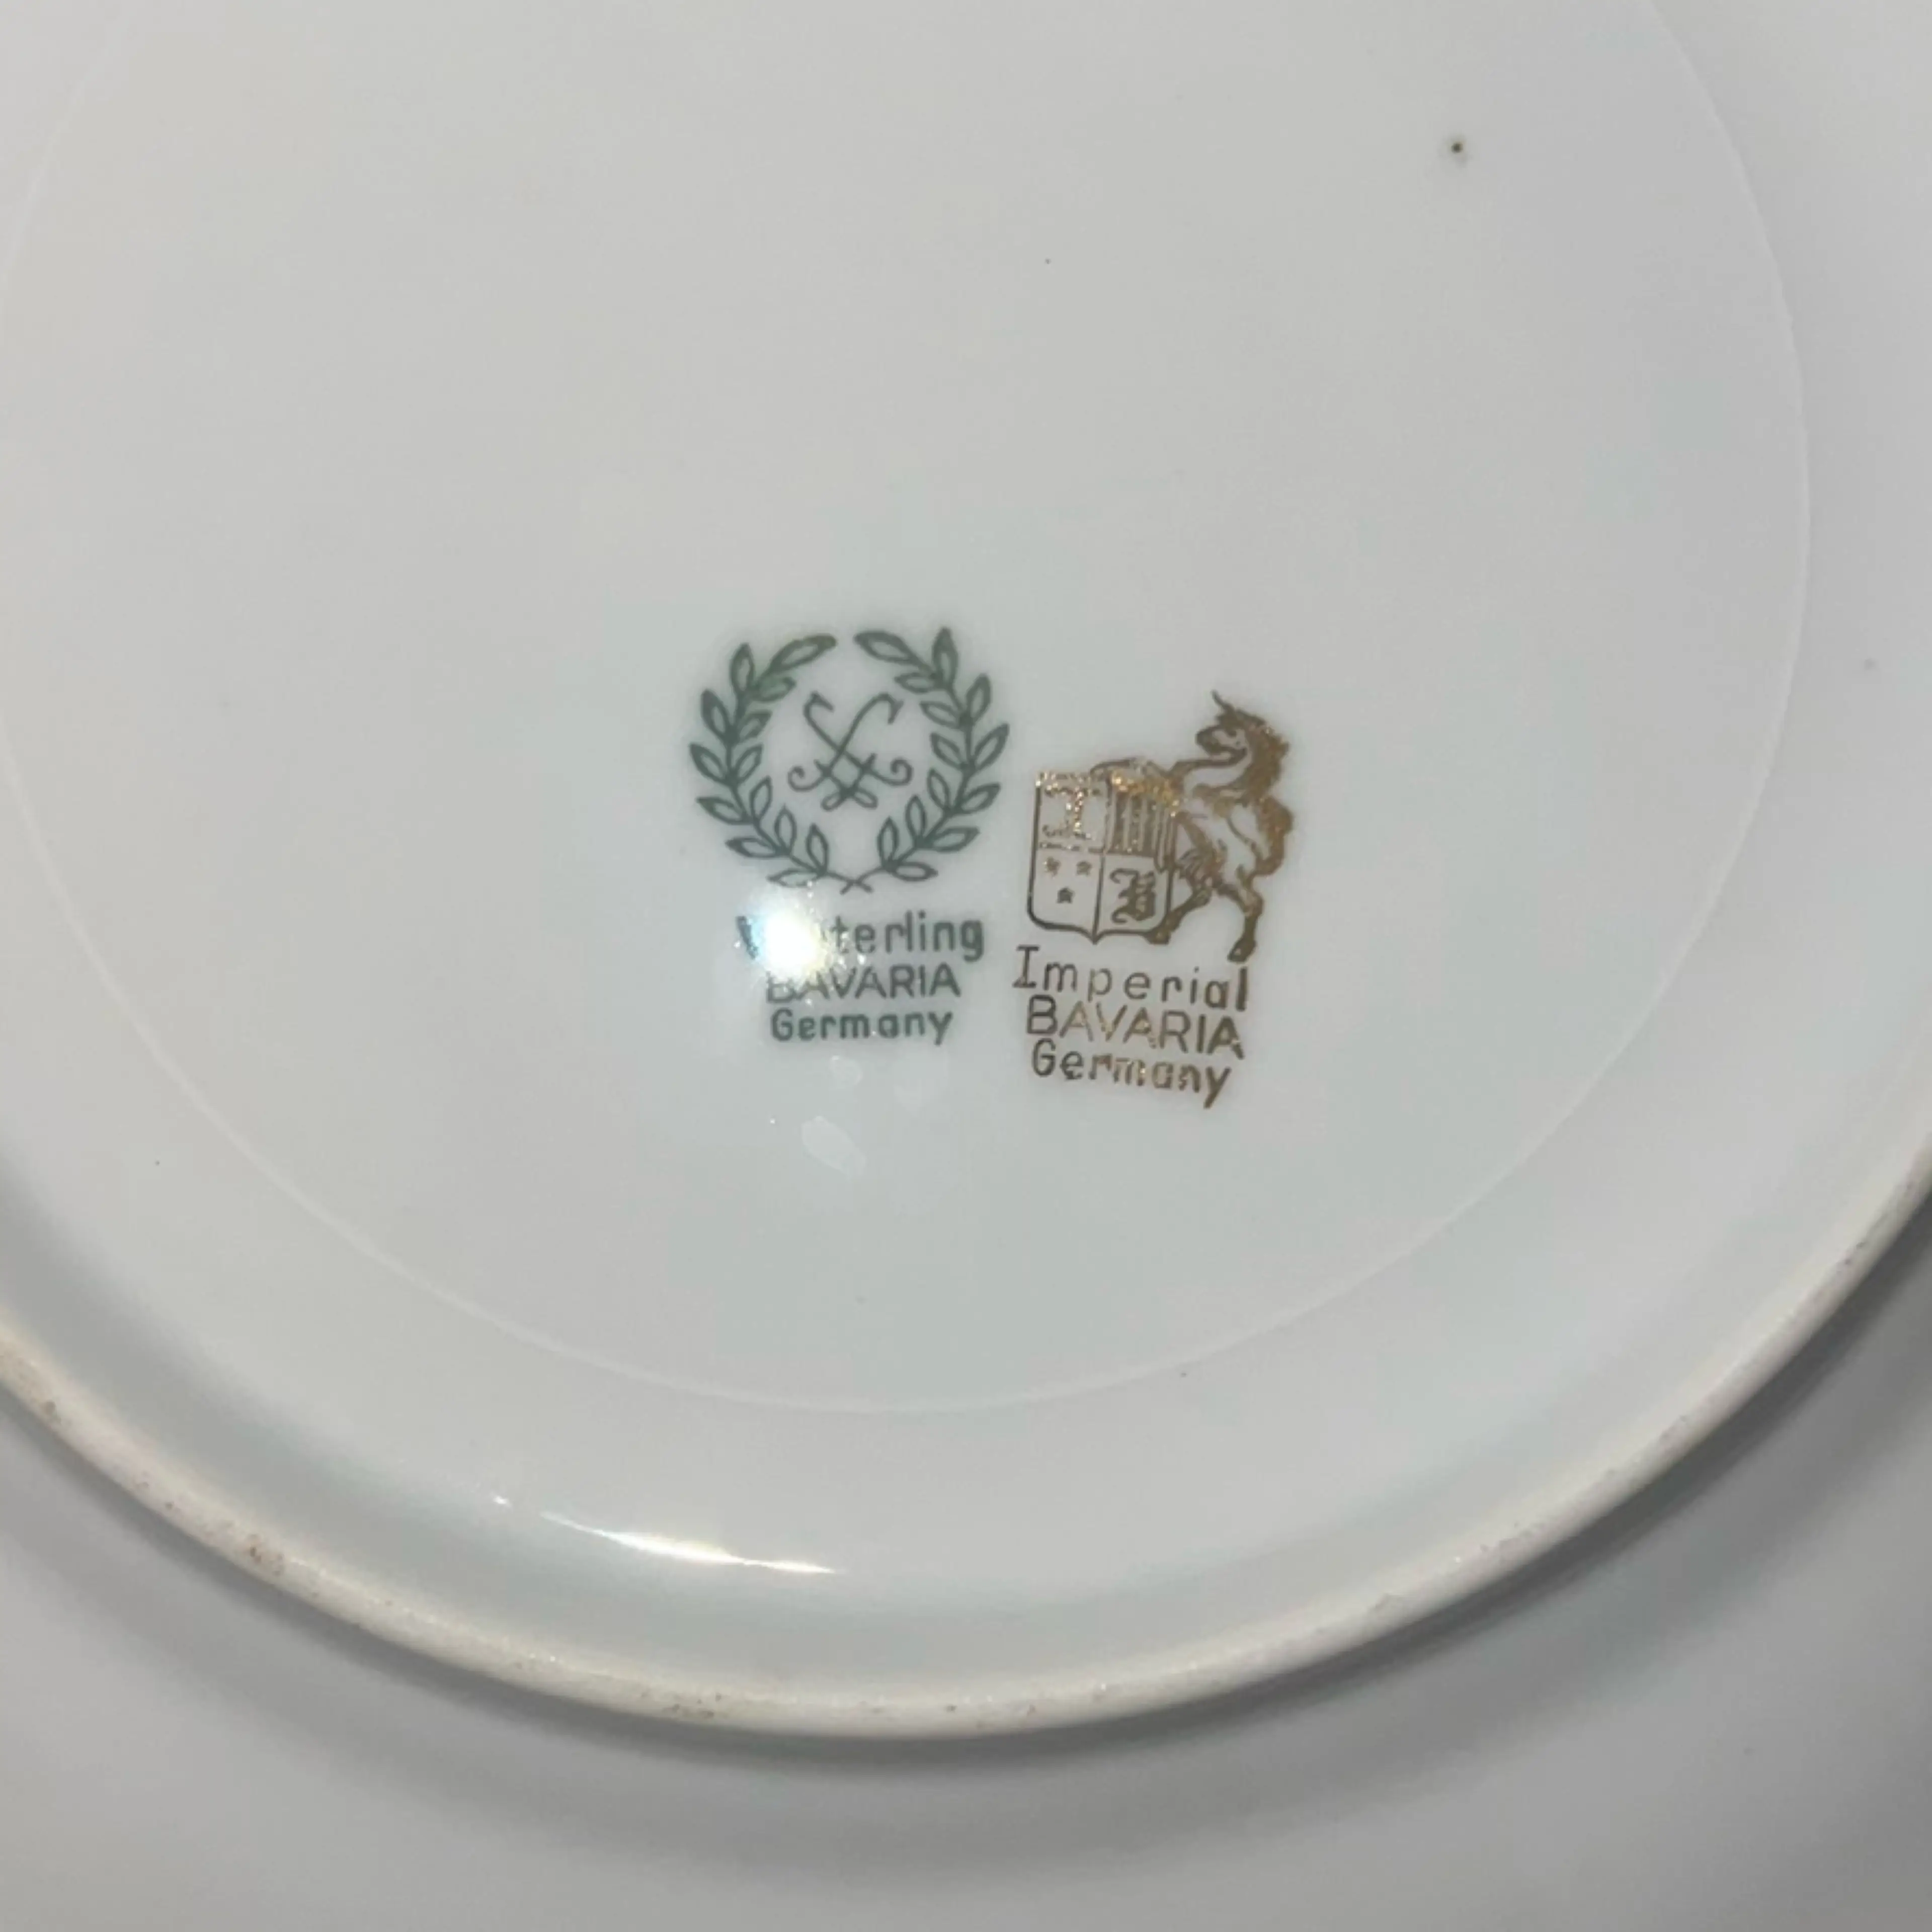 BAVARIA
Germany
I
B
Imperial
BAVARIA
Germany